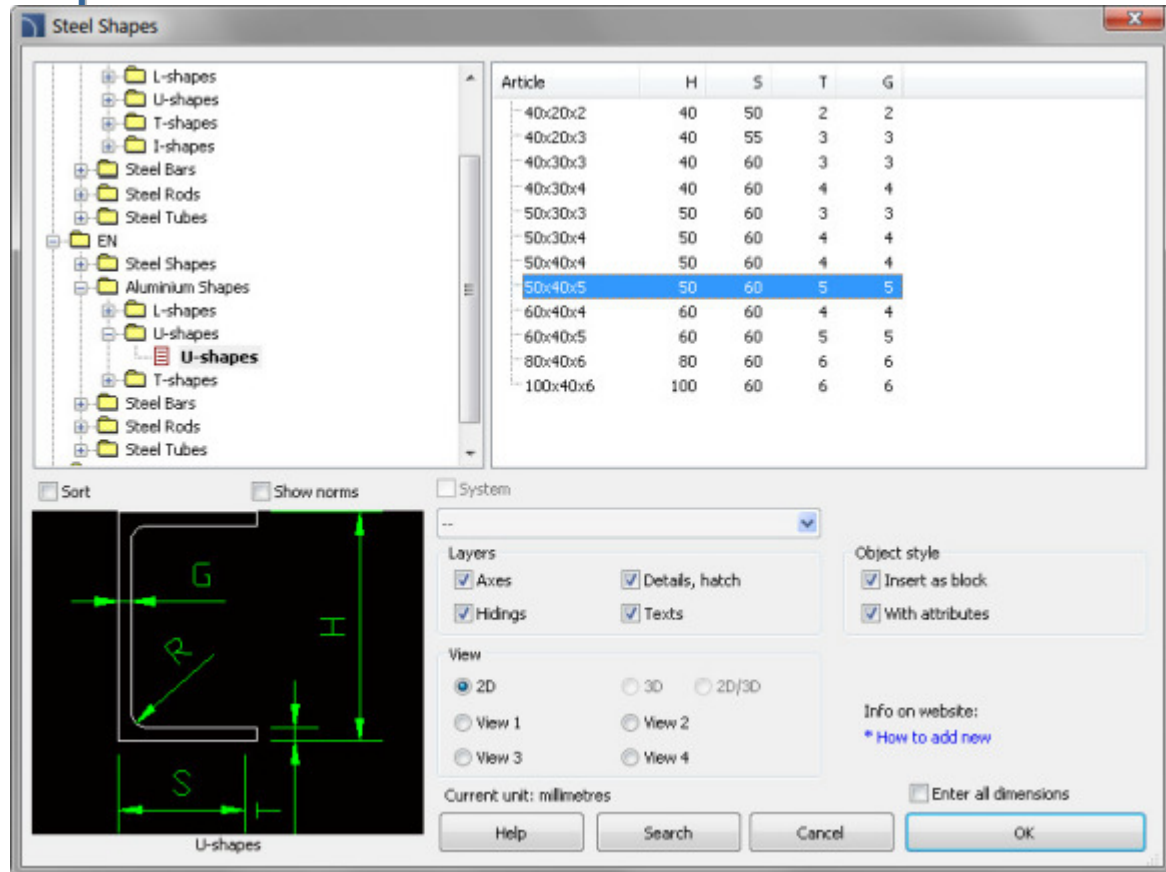 Steel Shapes
L-shapes
U-shapes
T-shapes
I-shapes
Steel Bars
Steel Rods
Steel Tubes
EN
Steel Shapes
Aluminium Shapes
L-shapes
U-shapes
U-shapes
T-shapes
Steel Bars
Steel Rods
Steel Tubes
Article H S T G
40x20x2 40 50 2 2
40x20x3 40 55 3 3
40x30x3 40 60 3 3
40x30x4 40 60 4 4
50x30x3 50 60 3 3
50x30x4 50 60 4 4
50x40x4 50 60 4 4
50x40x5 50 60 5 5
60x40x4 60 60 4 4
60x40x5 60 60 5 5
80x40x6 80 60 6 6
100x40x6 100 60 6 6
Sort Show norms
G
H
R
S
T
U-shapes
System
--
Layers
Axes Details, hatch
Hidings Texts
Object style
Insert as block
With attributes
View
2D 3D 2D/3D
View 1 View 2
View 3 View 4
Info on website:
* How to add new
Current unit: millimetres
Enter all dimensions
Help Search Cancel OK